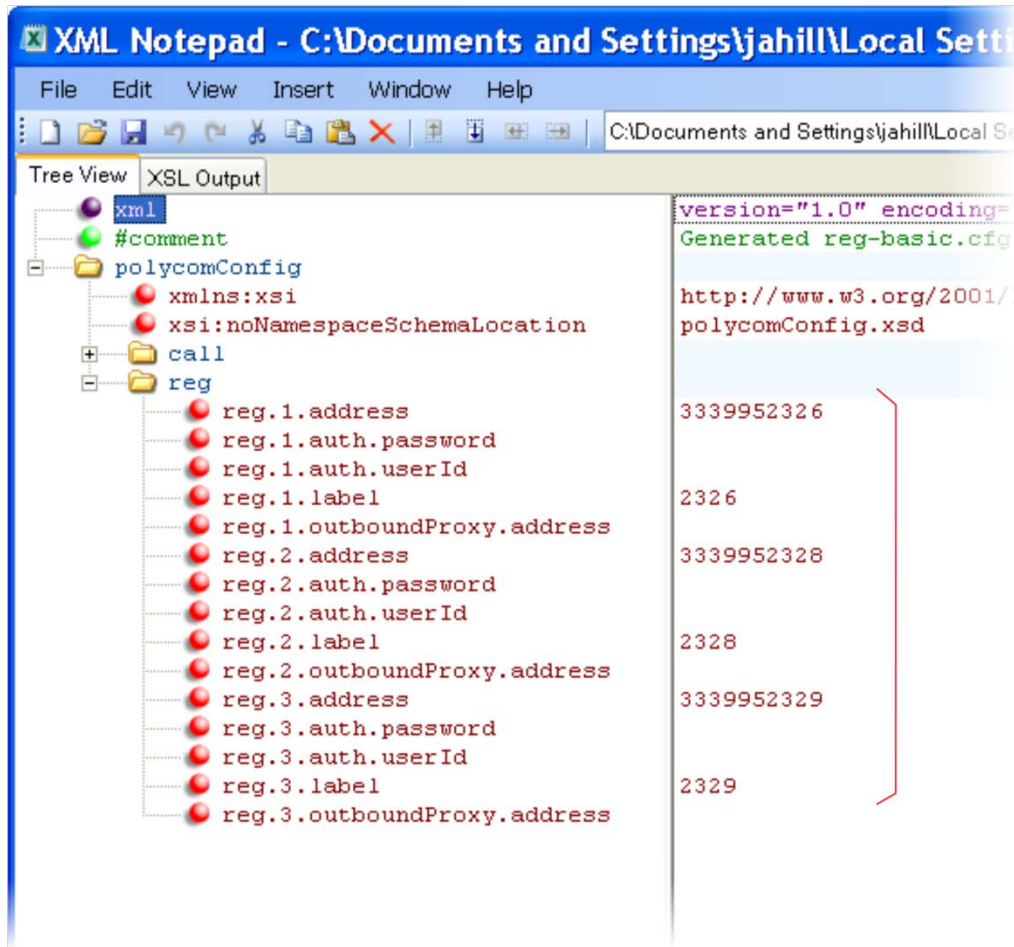 XML Notepad - C:\Documents and Settings\jahill\Local Setti
File Edit View Insert Window Help
C:\Documents and Settings\jahill\Local Se
Tree View XSL Output
xml version="1.0" encoding=
#comment Generated reg-basic.cfg
polycomConfig
xmlns:xsi http://www.w3.org/2001/
xsi:noNamespaceSchemaLocation polycomConfig.xsd
call
reg
reg.1.address 3339952326
reg.1.auth.password
reg.1.auth.userId
reg.1.label 2326
reg.1.outboundProxy.address
reg.2.address 3339952328
reg.2.auth.password
reg.2.auth.userId
reg.2.label 2328
reg.2.outboundProxy.address
reg.3.address 3339952329
reg.3.auth.password
reg.3.auth.userId
reg.3.label 2329
reg.3.outboundProxy.address